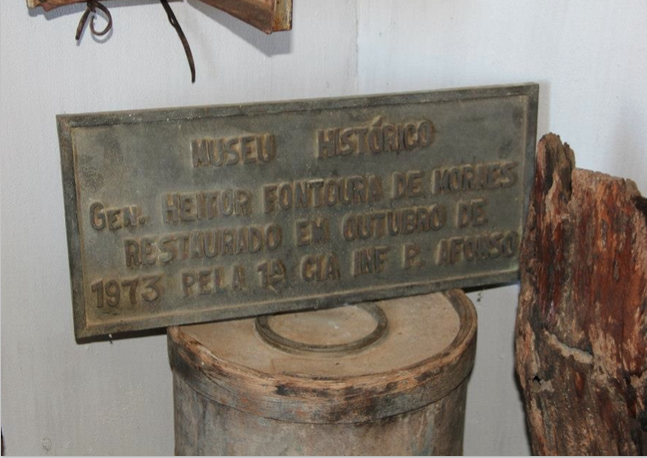 MUSEU HISTÓRICO
GEN. HEITOR FONTOURA DE MORAES
RESTAURADO EM OUTUBRO DE
1973 PELA 1ª CIA INF P. AFONSO